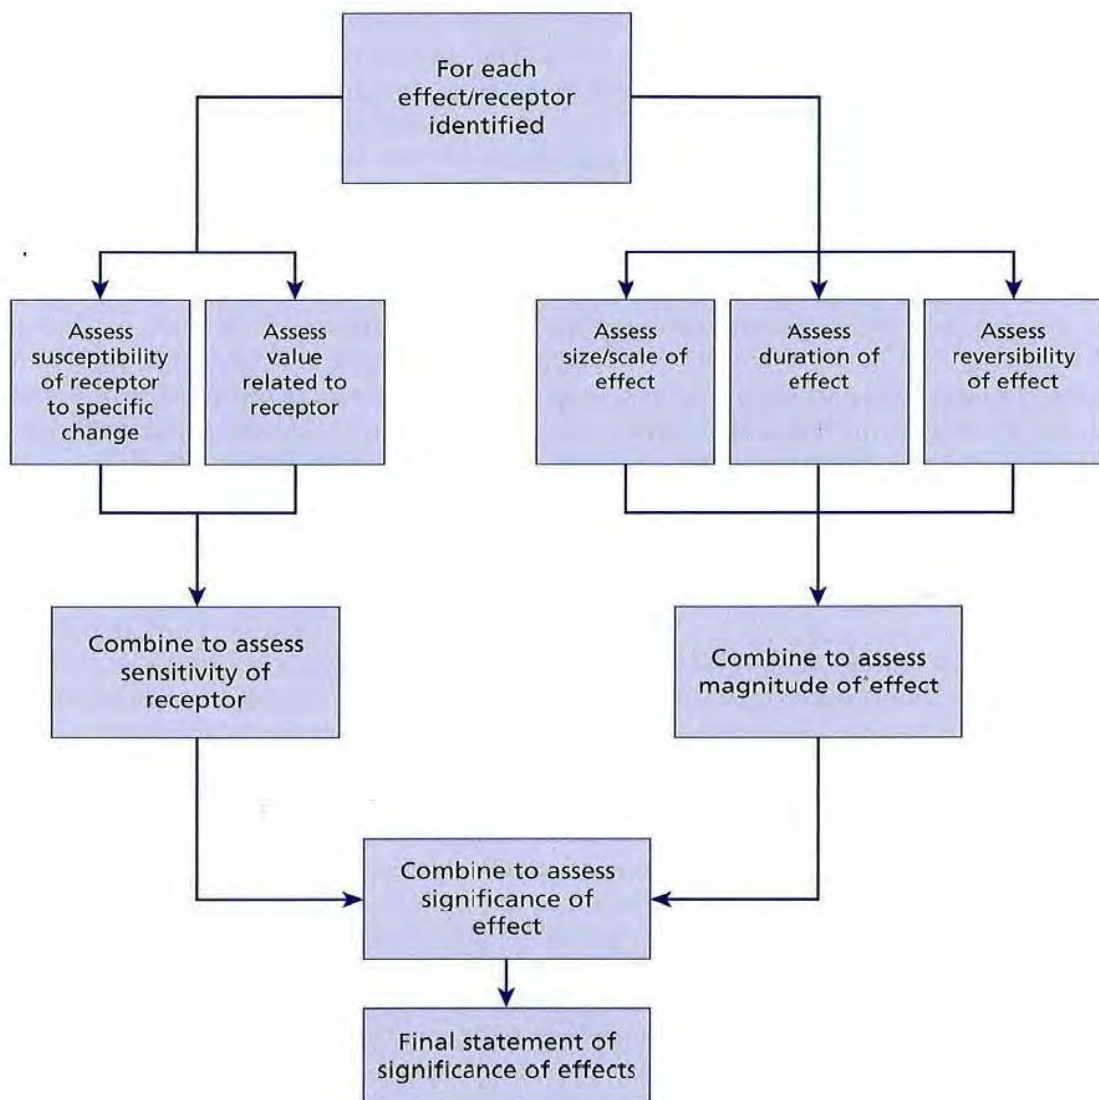 For each
effect/receptor
identified
Assess
susceptibility
of receptor
to specific
change
Assess
value
related to
receptor
Assess
size/scale of
effect
Assess
duration of
effect
Assess
reversibility
of effect
Combine to assess
sensitivity of
receptor
Combine to assess
magnitude of effect
Combine to assess
significance of
effect
Final statement of
significance of effects